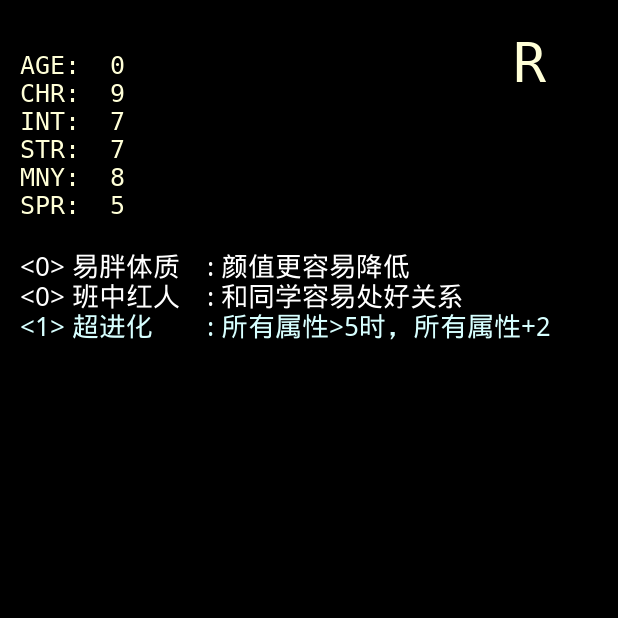 R
AGE: 0
CHR: 9
INT: 7
STR: 7
MNY: 8
SPR: 5
<0> 易胖体质 :颜值更容易降低
<0> 班中红人 :和同学容易处好关系
<1> 超进化 :所有属性>5时，所有属性+2